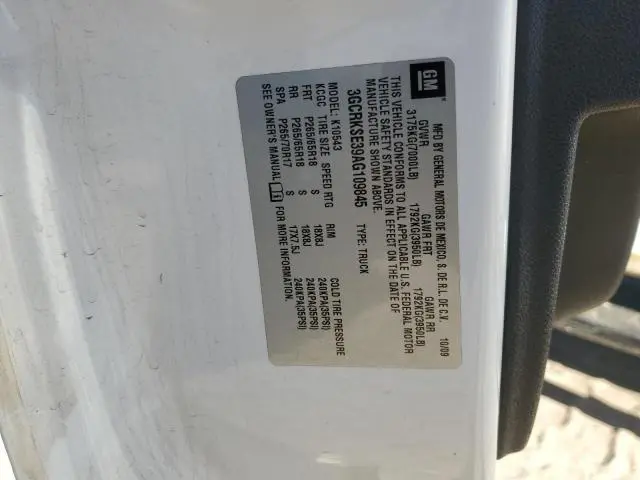 GM
MFD BY GENERAL MOTORS DE MEXICO, S. DE R.L. DE C.V. 10/09
GVWR GAWR FRT GAWR RR
3175KG(7000LB) 1792KG(3950LB) 1792KG(3950LB)
THIS VEHICLE CONFORMS TO ALL APPLICABLE U.S. FEDERAL MOTOR
VEHICLE SAFETY STANDARDS IN EFFECT ON THE DATE OF
MANUFACTURE SHOWN ABOVE.
3GCRKSE39AG109845 TYPE: TRUCK
MODEL: K10543
KCGC TIRE SIZE SPEED RTG RIM COLD TIRE PRESSURE
FRT P265/65R18 S 18X8J 240KPA(35PSI)
RR P265/65R18 S 18X8J 240KPA(35PSI)
SPA P265/70R17 S 17X7.5J 240KPA(35PSI)
SEE OWNER'S MANUAL FOR MORE INFORMATION.